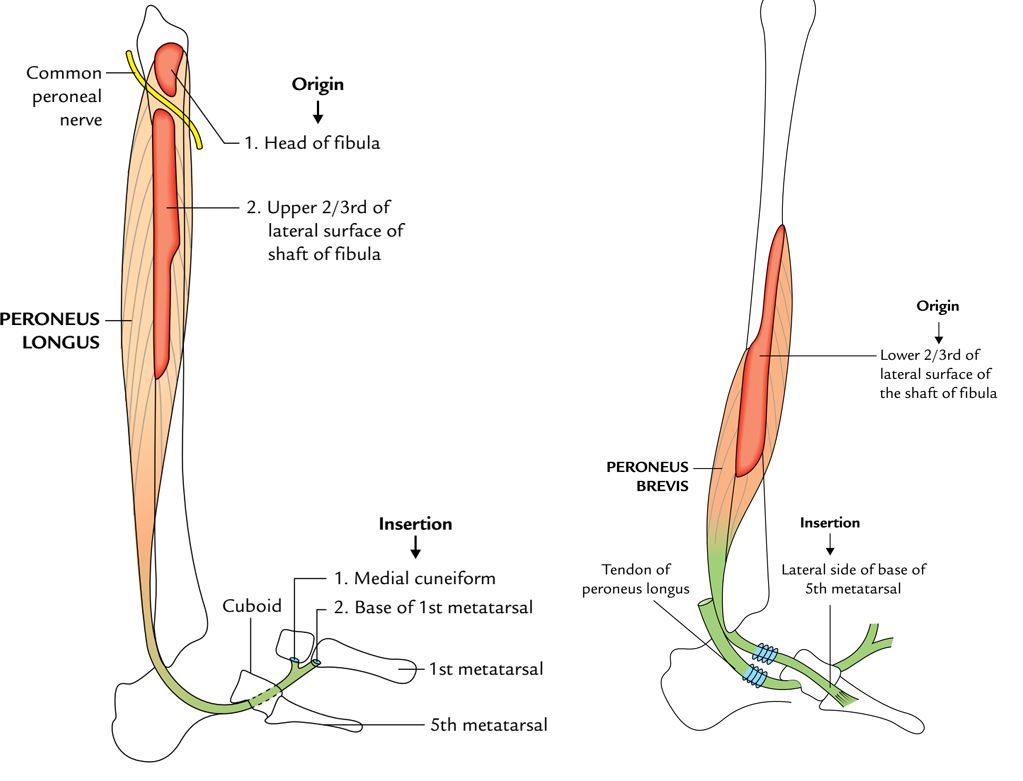 Common
peroneal
nerve
Origin
1. Head of fibula
2. Upper 2/3rd of
lateral surface of
shaft of fibula
PERONEUS
LONGUS
Insertion
1. Medial cuneiform
2. Base of 1st metatarsal
Cuboid
1st metatarsal
5th metatarsal
Origin
Lower 2/3rd of
lateral surface of
the shaft of fibula
PERONEUS
BREVIS
Insertion
Lateral side of base of
5th metatarsal
Tendon of
peroneus longus